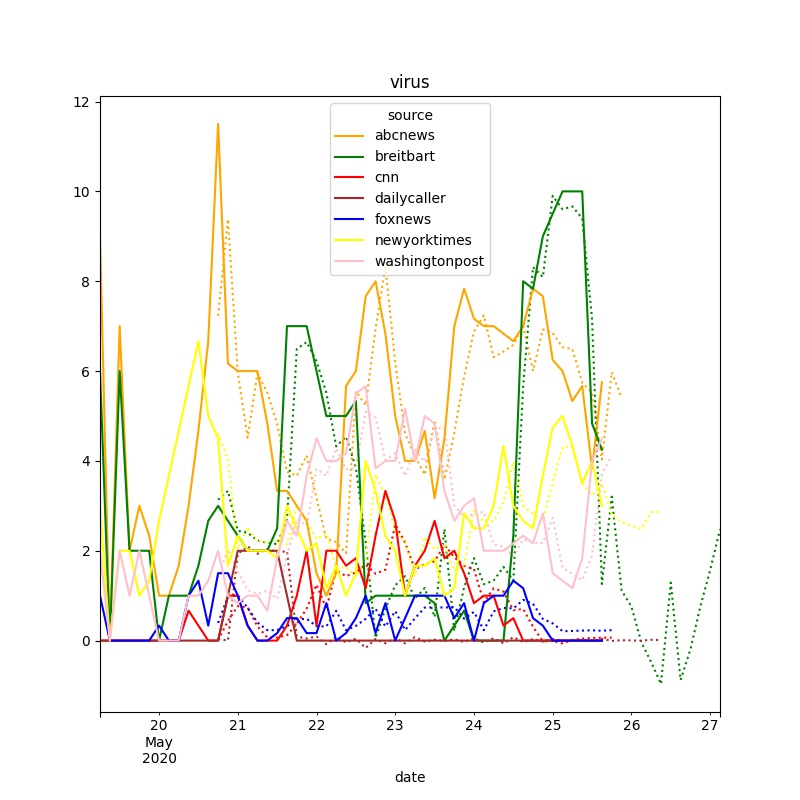 virus
source
abcnews
breitbart
cnn
dailycaller
foxnews
newyorktimes
washingtonpost
12
10
8
6
4
2
0
20 21 22 23 24 25 26 27
May
2020
date